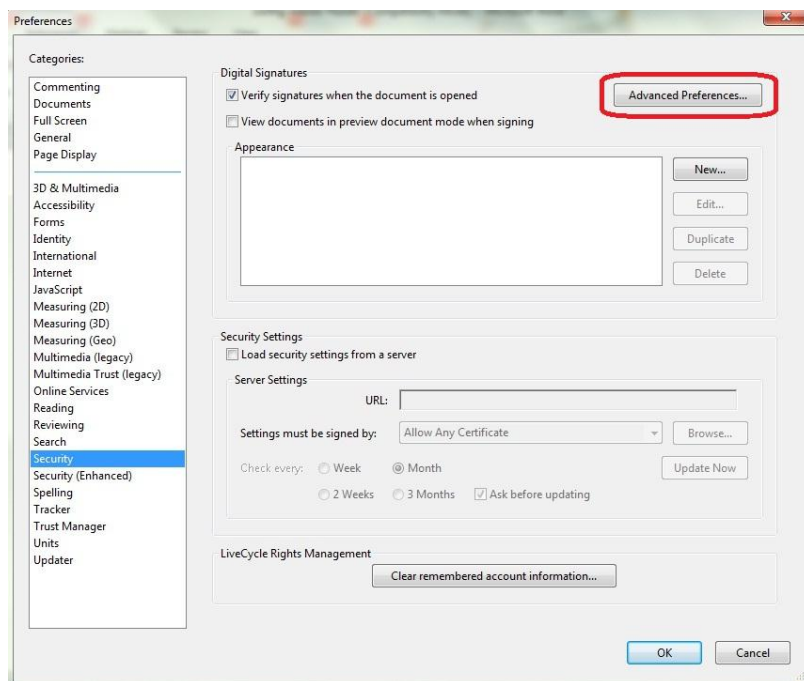 Preferences
Categories:
Commenting
Documents
Full Screen
General
Page Display
3D & Multimedia
Accessibility
Forms
Identity
International
Internet
JavaScript
Measuring (2D)
Measuring (3D)
Measuring (Geo)
Multimedia (legacy)
Multimedia Trust (legacy)
Online Services
Reading
Reviewing
Search
Security
Security (Enhanced)
Spelling
Tracker
Trust Manager
Units
Updater
Digital Signatures
Verify signatures when the document is opened
Advanced Preferences...
View documents in preview document mode when signing
Appearance
New...
Edit...
Duplicate
Delete
Security Settings
Load security settings from a server
Server Settings
URL:
Settings must be signed by: Allow Any Certificate Browse...
Check every: Week Month Update Now
2 Weeks 3 Months Ask before updating
LiveCycle Rights Management
Clear remembered account information...
OK Cancel